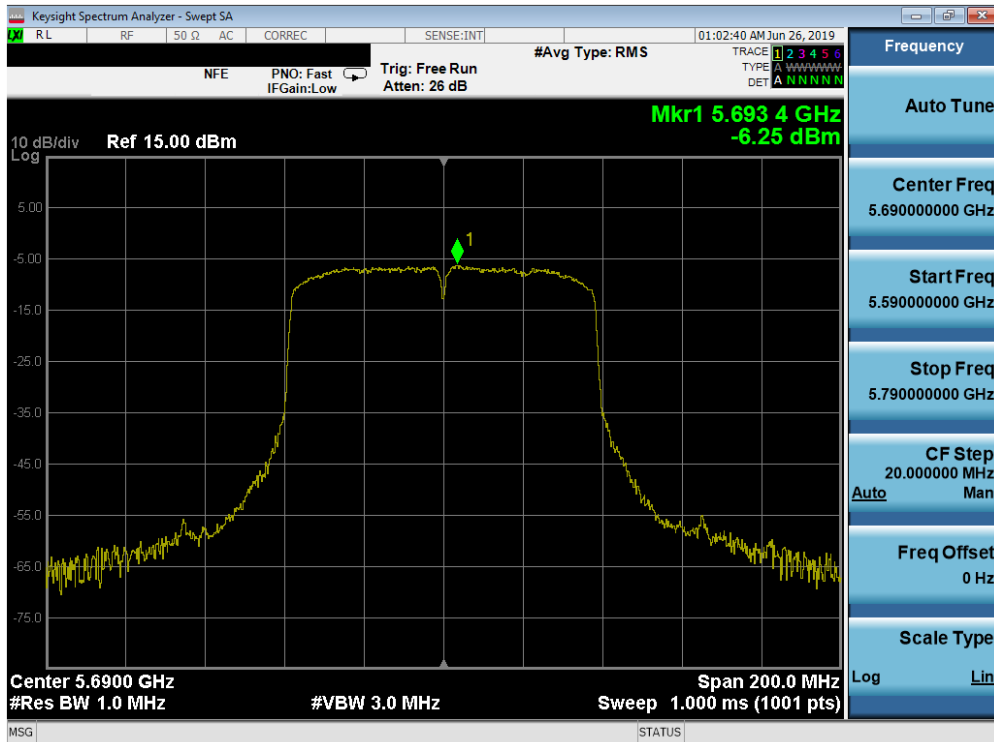 Keysight Spectrum Analyzer - Swept SA
LXI RL RF 50 Ω AC CORREC SENSE:INT 01:02:40 AM Jun 26, 2019
#Avg Type: RMS TRACE 1 2 3 4 5 6
NFE PNO: Fast Trig: Free Run TYPE A WWWWW
IFGain:Low Atten: 26 dB DET A N N N N N
Mkr1 5.693 4 GHz
-6.25 dBm
10 dB/div Ref 15.00 dBm
Log
5.00
1
-5.00
-15.0
-25.0
-35.0
-45.0
-55.0
-65.0
-75.0
Center 5.6900 GHz Span 200.0 MHz
#Res BW 1.0 MHz #VBW 3.0 MHz Sweep 1.000 ms (1001 pts)
MSG STATUS
Frequency
Auto Tune
Center Freq
5.690000000 GHz
Start Freq
5.590000000 GHz
Stop Freq
5.790000000 GHz
CF Step
20.000000 MHz
Auto Man
Freq Offset
0 Hz
Scale Type
Log Lin